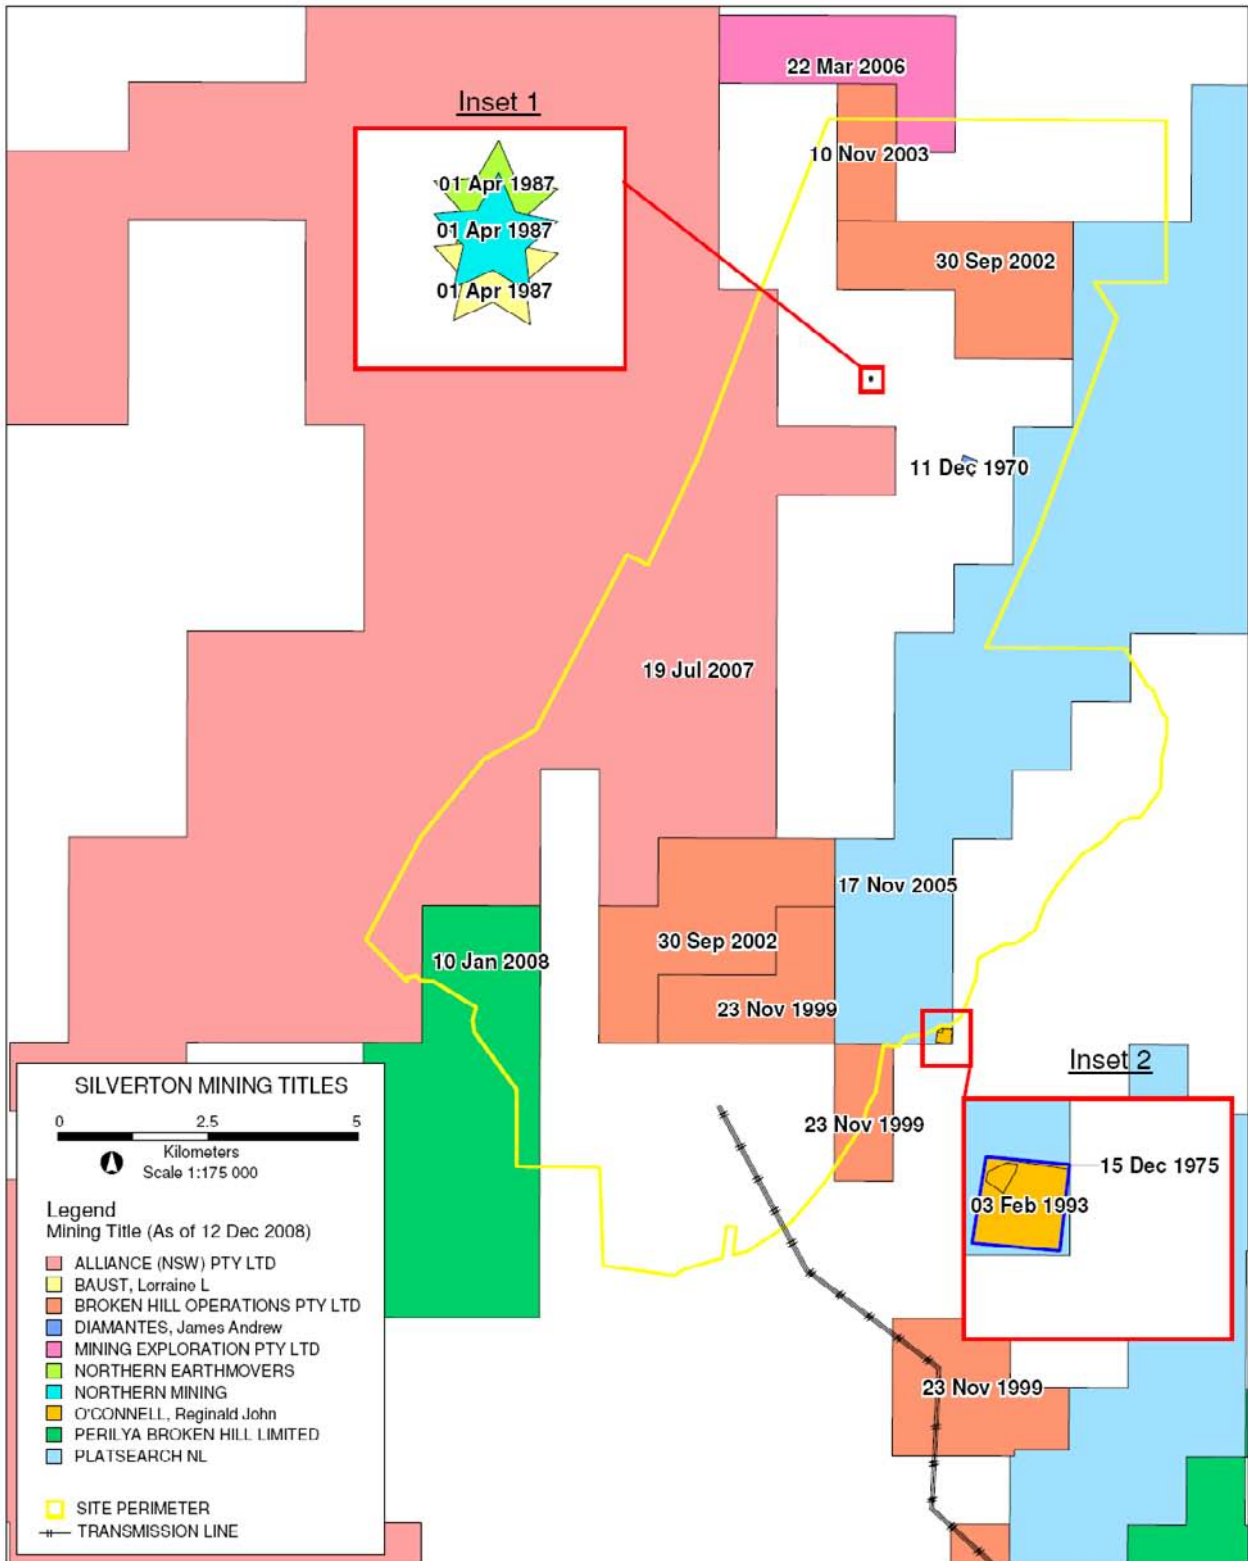 22 Mar 2006
Inset 1
10 Nov 2003
01 Apr 1987
01 Apr 1987
30 Sep 2002
01 Apr 1987
11 Dec 1970
19 Jul 2007
17 Nov 2005
30 Sep 2002
10 Jan 2008
23 Nov 1999
Inset 2
23 Nov 1999
15 Dec 1975
03 Feb 1993
23 Nov 1999
SILVERTON MINING TITLES
0 2.5 5
Kilometers
Scale 1:175 000
Legend
Mining Title (As of 12 Dec 2008)
ALLIANCE (NSW) PTY LTD
BAUST, Lorraine L
BROKEN HILL OPERATIONS PTY LTD
DIAMANTES, James Andrew
MINING EXPLORATION PTY LTD
NORTHERN EARTHMOVERS
NORTHERN MINING
O'CONNELL, Reginald John
PERILYA BROKEN HILL LIMITED
PLATSEARCH NL
SITE PERIMETER
TRANSMISSION LINE